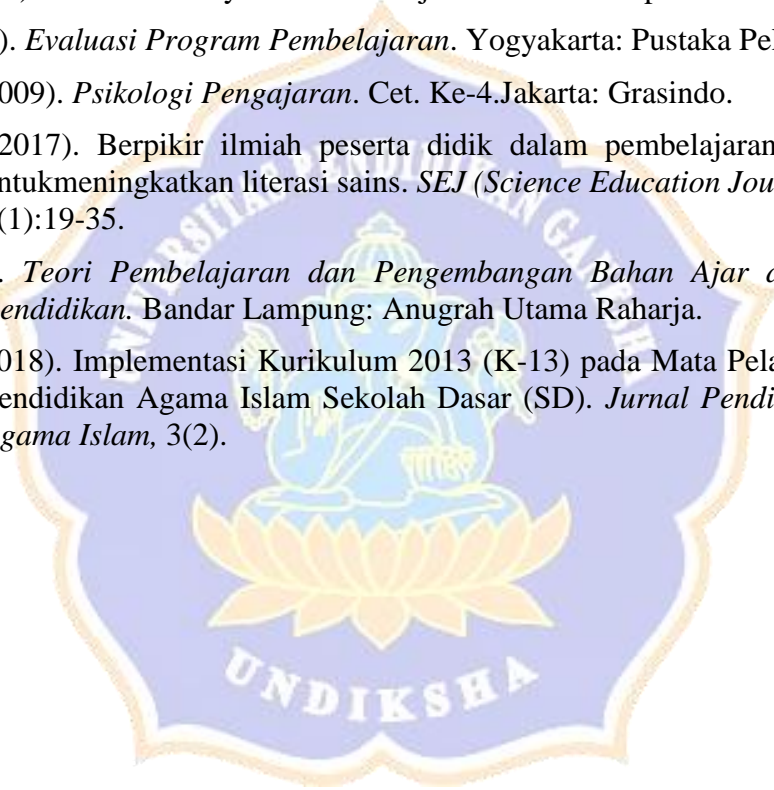 ). Evaluasi Program Pembelajaran. Yogyakarta: Pustaka Pel
009). Psikologi Pengajaran. Cet. Ke-4.Jakarta: Grasindo.
2017). Berpikir ilmiah peserta didik dalam pembelajaran
ntukmeningkatkan literasi sains. SEJ (Science Education Jou
(1):19-35.
. Teori Pembelajaran dan Pengembangan Bahan Ajar d
endidikan. Bandar Lampung: Anugrah Utama Raharja.
018). Implementasi Kurikulum 2013 (K-13) pada Mata Pela
endidikan Agama Islam Sekolah Dasar (SD). Jurnal Pendi
gama Islam, 3(2).
UNIVERSITAS PENDIDIKAN GANESHA
UNDIKSHA